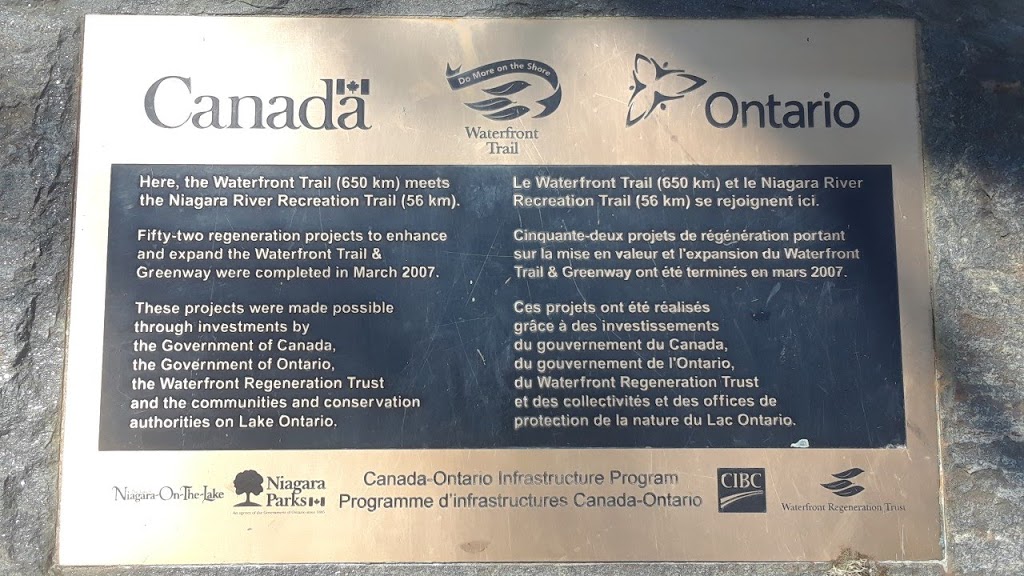 Canada
Do More on the Shore
Waterfront
Trail
Ontario
Here, the Waterfront Trail (650 km) meets
the Niagara River Recreation Trail (56 km).
Fifty-two regeneration projects to enhance
and expand the Waterfront Trail &
Greenway were completed in March 2007.
These projects were made possible
through investments by
the Government of Canada,
the Government of Ontario,
the Waterfront Regeneration Trust
and the communities and conservation
authorities on Lake Ontario.
Le Waterfront Trail (650 km) et le Niagara River
Recreation Trail (56 km) se rejoignent ici.
Cinquante-deux projets de régénération portant
sur la mise en valeur et l'expansion du Waterfront
Trail & Greenway ont été terminés en mars 2007.
Ces projets ont été réalisés
grâce à des investissements
du gouvernement du Canada,
du gouvernement de l'Ontario,
du Waterfront Regeneration Trust
et des collectivités et des offices de
protection de la nature du Lac Ontario.
Niagara-On-The-Lake
Niagara
Parks
Canada-Ontario Infrastructure Program
Programme d'infrastructures Canada-Ontario
CIBC
Waterfront Regeneration Trust